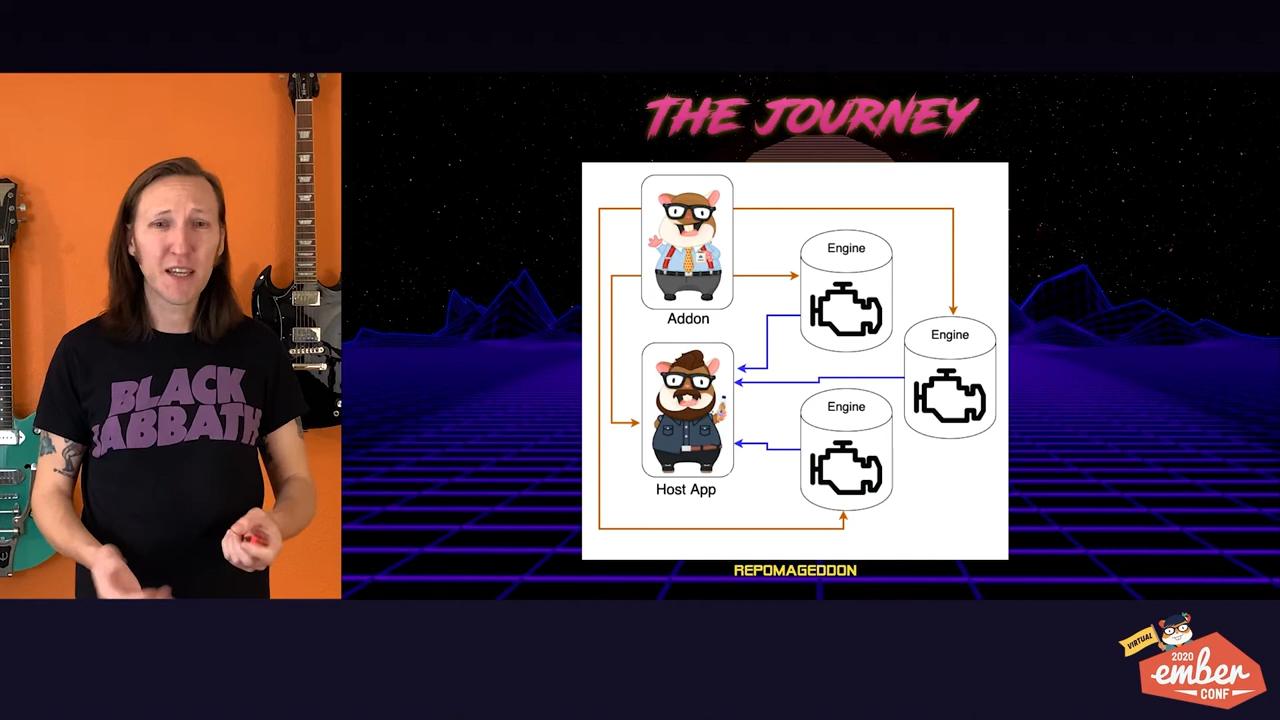 THE JOURNEY
BLACK
SABBATH
Addon
Engine
Engine
Engine
Host App
REPOMAGEDDON
VIRTUAL
2020
ember
CONF